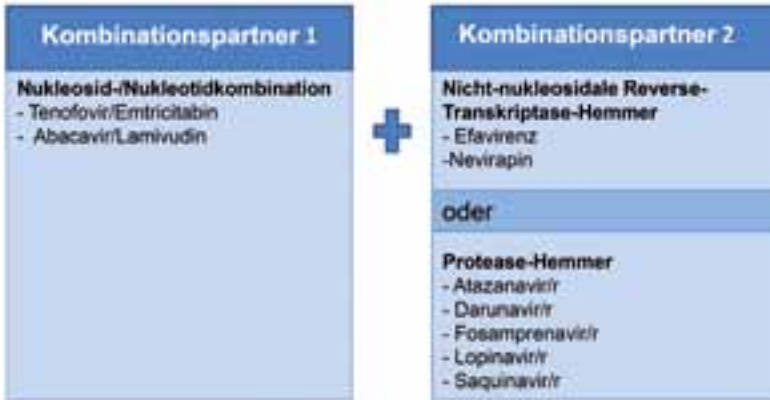 Kombinationspartner 1
Nukleosid-/Nukleotidkombination
- Tenofovir/Emtricitabin
- Abacavir/Lamivudin
Kombinationspartner 2
Nicht-nukleosidale Reverse-
Transkriptase-Hemmer
- Efavirenz
-Nevirapin
oder
Protease-Hemmer
- Atazanavir/r
- Darunavir/r
- Fosamprenavir/r
- Lopinavir/r
- Saquinavir/r